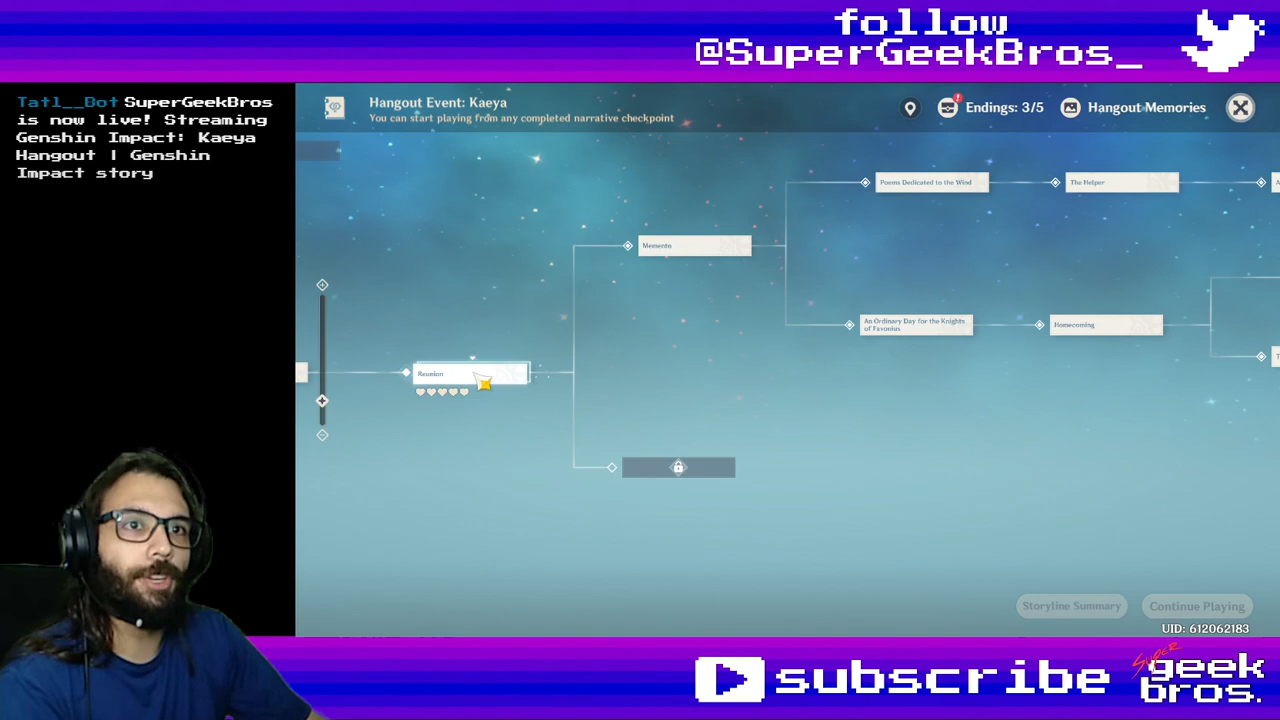 follow
@SuperGeekBros_
Tatl__Bot SuperGeekBros
is now live! Streaming
Genshin Impact: Kaeya
Hangout | Genshin
Impact story
Hangout Event: Kaeya
You can start playing from any completed narrative checkpoint
Endings: 3/5
Hangout Memories
Poems Dedicated to the Wind
The Helper
A
Memento
An Ordinary Day for the Knights
of Favonius
Homecoming
T
Reunion
Storyline Summary
Continue Playing
UID: 612062183
subscribe
SUPER
geek
bros.